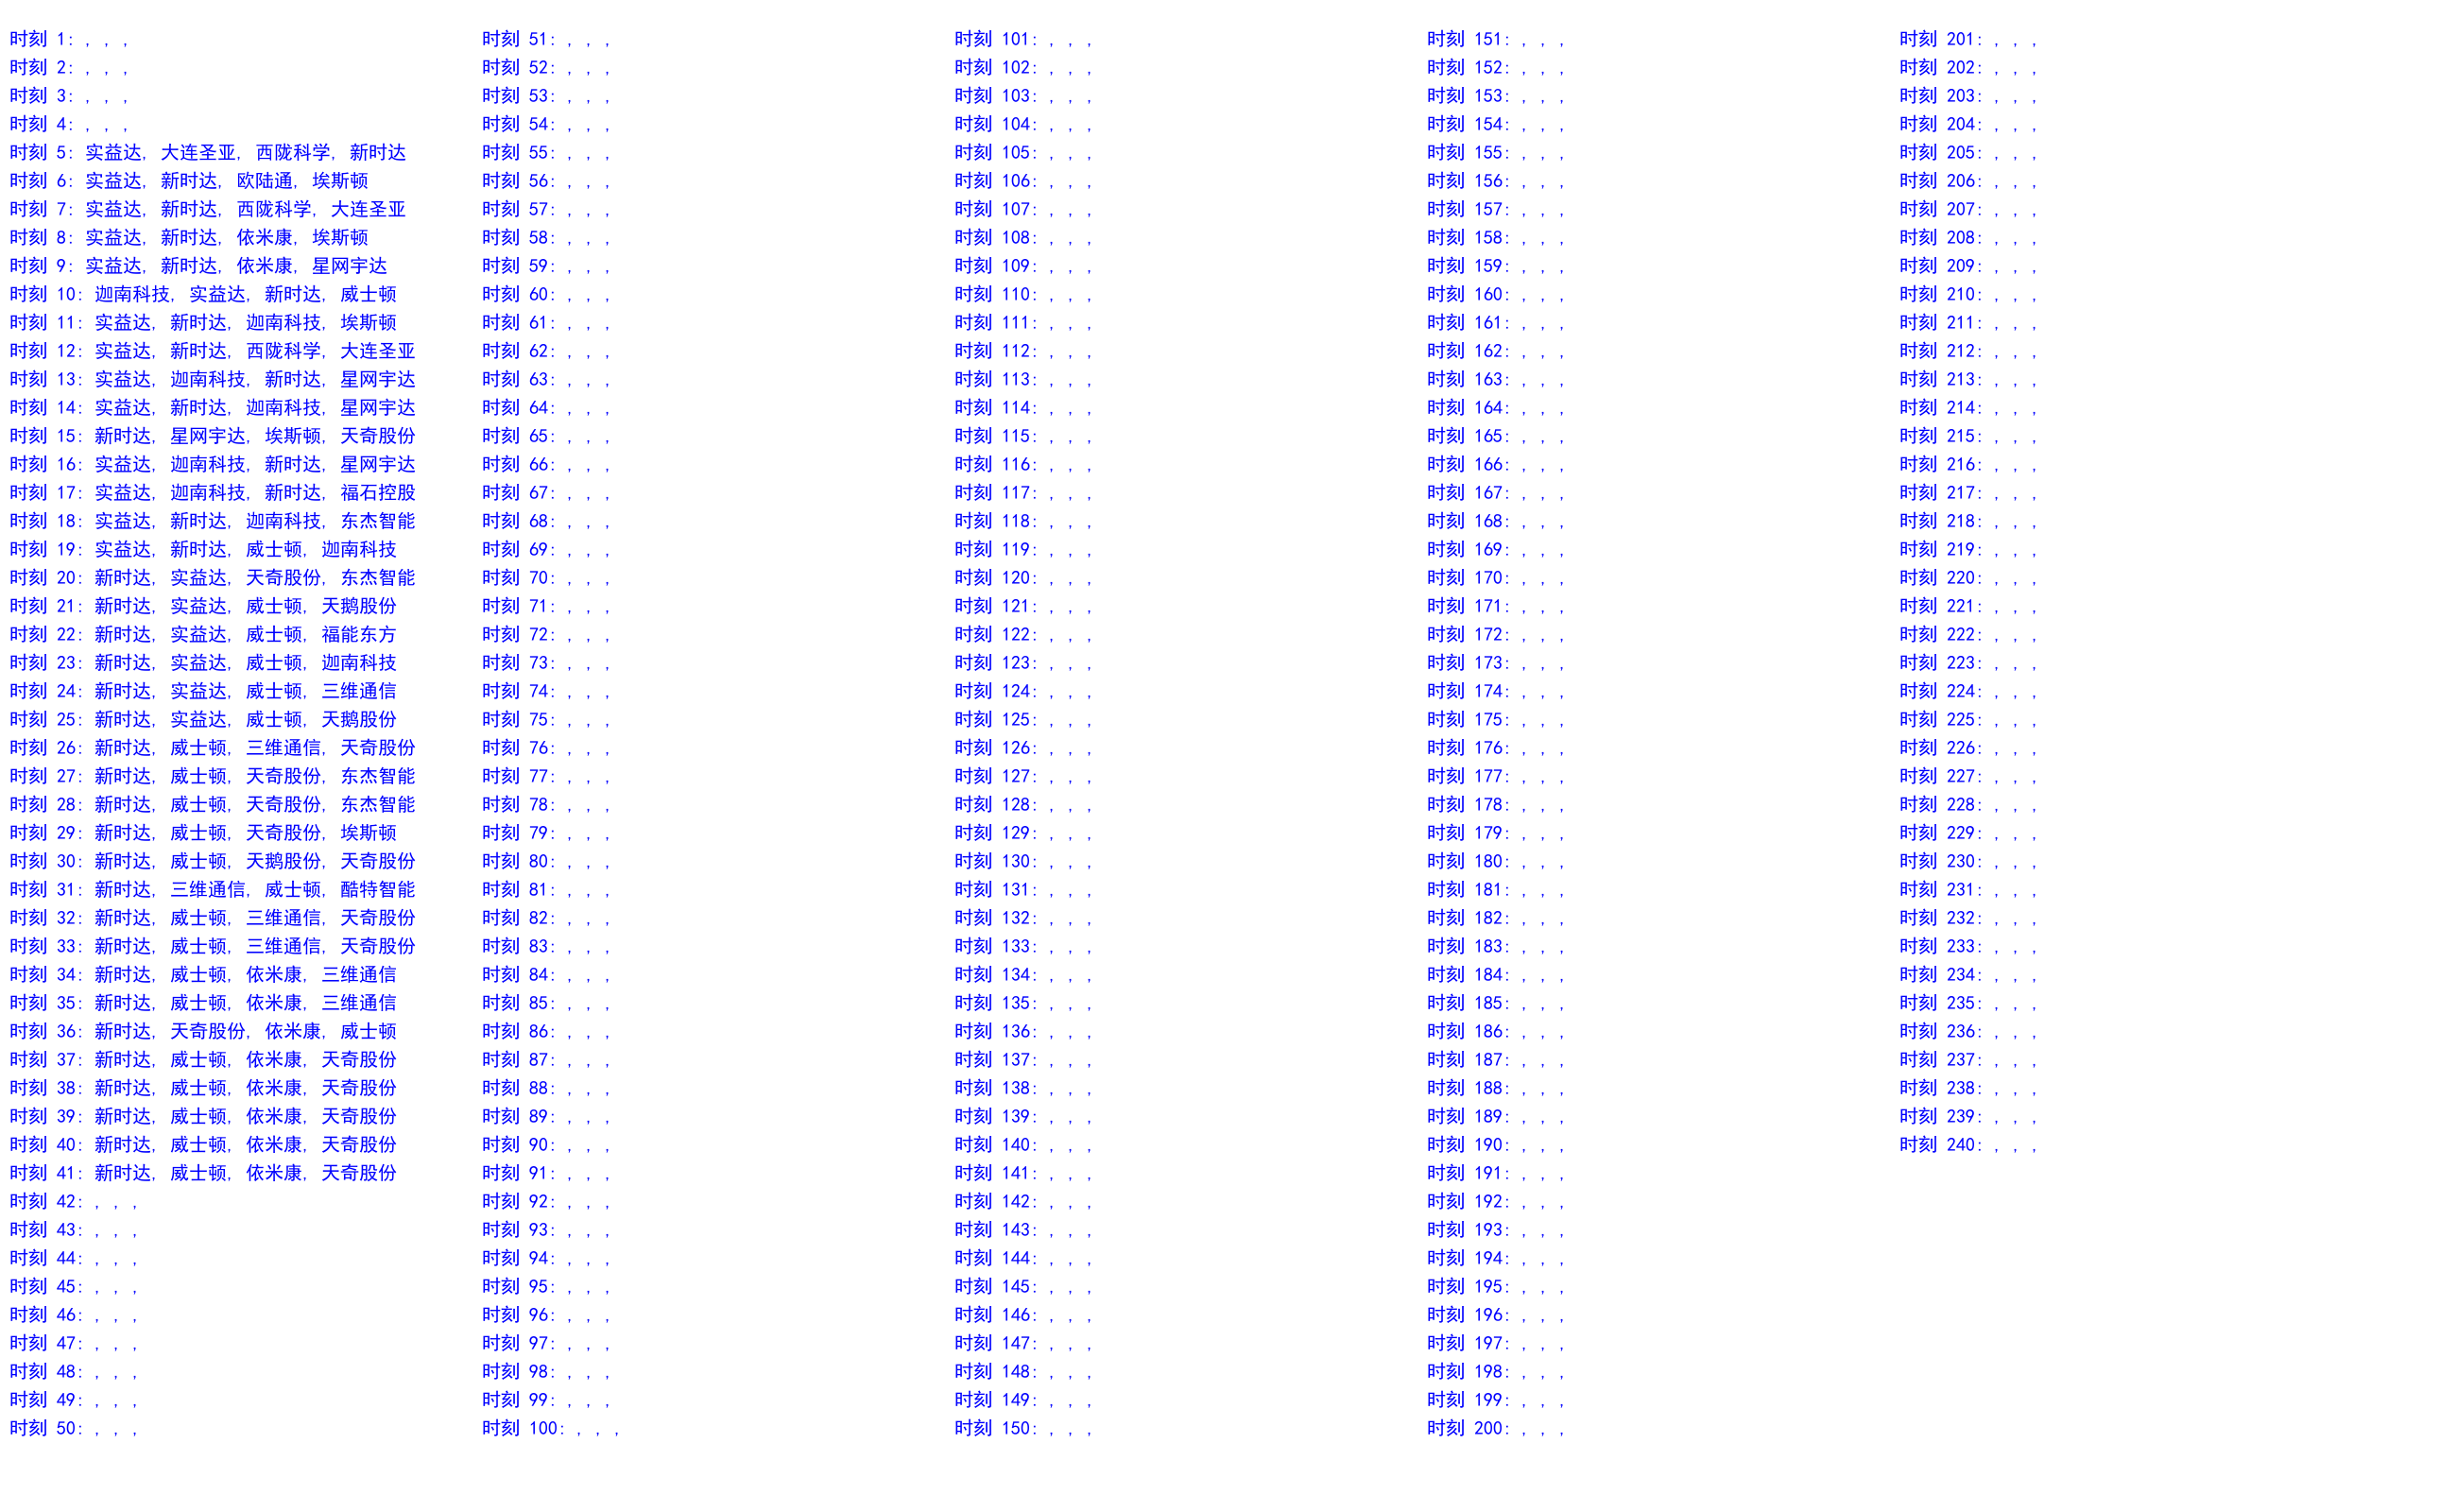 时刻 1: , , ,
时刻 2: , , ,
时刻 3: , , ,
时刻 4: , , ,
时刻 5: 实益达, 大连圣亚, 西陇科学, 新时达
时刻 6: 实益达, 新时达, 欧陆通, 埃斯顿
时刻 7: 实益达, 新时达, 西陇科学, 大连圣亚
时刻 8: 实益达, 新时达, 依米康, 埃斯顿
时刻 9: 实益达, 新时达, 依米康, 星网宇达
时刻 10: 迦南科技, 实益达, 新时达, 威士顿
时刻 11: 实益达, 新时达, 迦南科技, 埃斯顿
时刻 12: 实益达, 新时达, 西陇科学, 大连圣亚
时刻 13: 实益达, 迦南科技, 新时达, 星网宇达
时刻 14: 实益达, 新时达, 迦南科技, 星网宇达
时刻 15: 新时达, 星网宇达, 埃斯顿, 天奇股份
时刻 16: 实益达, 迦南科技, 新时达, 星网宇达
时刻 17: 实益达, 迦南科技, 新时达, 福石控股
时刻 18: 实益达, 新时达, 迦南科技, 东杰智能
时刻 19: 实益达, 新时达, 威士顿, 迦南科技
时刻 20: 新时达, 实益达, 天奇股份, 东杰智能
时刻 21: 新时达, 实益达, 威士顿, 天鹅股份
时刻 22: 新时达, 实益达, 威士顿, 福能东方
时刻 23: 新时达, 实益达, 威士顿, 迦南科技
时刻 24: 新时达, 实益达, 威士顿, 三维通信
时刻 25: 新时达, 实益达, 威士顿, 天鹅股份
时刻 26: 新时达, 威士顿, 三维通信, 天奇股份
时刻 27: 新时达, 威士顿, 天奇股份, 东杰智能
时刻 28: 新时达, 威士顿, 天奇股份, 东杰智能
时刻 29: 新时达, 威士顿, 天奇股份, 埃斯顿
时刻 30: 新时达, 威士顿, 天鹅股份, 天奇股份
时刻 31: 新时达, 三维通信, 威士顿, 酷特智能
时刻 32: 新时达, 威士顿, 三维通信, 天奇股份
时刻 33: 新时达, 威士顿, 三维通信, 天奇股份
时刻 34: 新时达, 威士顿, 依米康, 三维通信
时刻 35: 新时达, 威士顿, 依米康, 三维通信
时刻 36: 新时达, 天奇股份, 依米康, 威士顿
时刻 37: 新时达, 威士顿, 依米康, 天奇股份
时刻 38: 新时达, 威士顿, 依米康, 天奇股份
时刻 39: 新时达, 威士顿, 依米康, 天奇股份
时刻 40: 新时达, 威士顿, 依米康, 天奇股份
时刻 41: 新时达, 威士顿, 依米康, 天奇股份
时刻 42: , , ,
时刻 43: , , ,
时刻 44: , , ,
时刻 45: , , ,
时刻 46: , , ,
时刻 47: , , ,
时刻 48: , , ,
时刻 49: , , ,
时刻 50: , , ,
时刻 51: , , ,
时刻 52: , , ,
时刻 53: , , ,
时刻 54: , , ,
时刻 55: , , ,
时刻 56: , , ,
时刻 57: , , ,
时刻 58: , , ,
时刻 59: , , ,
时刻 60: , , ,
时刻 61: , , ,
时刻 62: , , ,
时刻 63: , , ,
时刻 64: , , ,
时刻 65: , , ,
时刻 66: , , ,
时刻 67: , , ,
时刻 68: , , ,
时刻 69: , , ,
时刻 70: , , ,
时刻 71: , , ,
时刻 72: , , ,
时刻 73: , , ,
时刻 74: , , ,
时刻 75: , , ,
时刻 76: , , ,
时刻 77: , , ,
时刻 78: , , ,
时刻 79: , , ,
时刻 80: , , ,
时刻 81: , , ,
时刻 82: , , ,
时刻 83: , , ,
时刻 84: , , ,
时刻 85: , , ,
时刻 86: , , ,
时刻 87: , , ,
时刻 88: , , ,
时刻 89: , , ,
时刻 90: , , ,
时刻 91: , , ,
时刻 92: , , ,
时刻 93: , , ,
时刻 94: , , ,
时刻 95: , , ,
时刻 96: , , ,
时刻 97: , , ,
时刻 98: , , ,
时刻 99: , , ,
时刻 100: , , ,
时刻 101: , , ,
时刻 102: , , ,
时刻 103: , , ,
时刻 104: , , ,
时刻 105: , , ,
时刻 106: , , ,
时刻 107: , , ,
时刻 108: , , ,
时刻 109: , , ,
时刻 110: , , ,
时刻 111: , , ,
时刻 112: , , ,
时刻 113: , , ,
时刻 114: , , ,
时刻 115: , , ,
时刻 116: , , ,
时刻 117: , , ,
时刻 118: , , ,
时刻 119: , , ,
时刻 120: , , ,
时刻 121: , , ,
时刻 122: , , ,
时刻 123: , , ,
时刻 124: , , ,
时刻 125: , , ,
时刻 126: , , ,
时刻 127: , , ,
时刻 128: , , ,
时刻 129: , , ,
时刻 130: , , ,
时刻 131: , , ,
时刻 132: , , ,
时刻 133: , , ,
时刻 134: , , ,
时刻 135: , , ,
时刻 136: , , ,
时刻 137: , , ,
时刻 138: , , ,
时刻 139: , , ,
时刻 140: , , ,
时刻 141: , , ,
时刻 142: , , ,
时刻 143: , , ,
时刻 144: , , ,
时刻 145: , , ,
时刻 146: , , ,
时刻 147: , , ,
时刻 148: , , ,
时刻 149: , , ,
时刻 150: , , ,
时刻 151: , , ,
时刻 152: , , ,
时刻 153: , , ,
时刻 154: , , ,
时刻 155: , , ,
时刻 156: , , ,
时刻 157: , , ,
时刻 158: , , ,
时刻 159: , , ,
时刻 160: , , ,
时刻 161: , , ,
时刻 162: , , ,
时刻 163: , , ,
时刻 164: , , ,
时刻 165: , , ,
时刻 166: , , ,
时刻 167: , , ,
时刻 168: , , ,
时刻 169: , , ,
时刻 170: , , ,
时刻 171: , , ,
时刻 172: , , ,
时刻 173: , , ,
时刻 174: , , ,
时刻 175: , , ,
时刻 176: , , ,
时刻 177: , , ,
时刻 178: , , ,
时刻 179: , , ,
时刻 180: , , ,
时刻 181: , , ,
时刻 182: , , ,
时刻 183: , , ,
时刻 184: , , ,
时刻 185: , , ,
时刻 186: , , ,
时刻 187: , , ,
时刻 188: , , ,
时刻 189: , , ,
时刻 190: , , ,
时刻 191: , , ,
时刻 192: , , ,
时刻 193: , , ,
时刻 194: , , ,
时刻 195: , , ,
时刻 196: , , ,
时刻 197: , , ,
时刻 198: , , ,
时刻 199: , , ,
时刻 200: , , ,
时刻 201: , , ,
时刻 202: , , ,
时刻 203: , , ,
时刻 204: , , ,
时刻 205: , , ,
时刻 206: , , ,
时刻 207: , , ,
时刻 208: , , ,
时刻 209: , , ,
时刻 210: , , ,
时刻 211: , , ,
时刻 212: , , ,
时刻 213: , , ,
时刻 214: , , ,
时刻 215: , , ,
时刻 216: , , ,
时刻 217: , , ,
时刻 218: , , ,
时刻 219: , , ,
时刻 220: , , ,
时刻 221: , , ,
时刻 222: , , ,
时刻 223: , , ,
时刻 224: , , ,
时刻 225: , , ,
时刻 226: , , ,
时刻 227: , , ,
时刻 228: , , ,
时刻 229: , , ,
时刻 230: , , ,
时刻 231: , , ,
时刻 232: , , ,
时刻 233: , , ,
时刻 234: , , ,
时刻 235: , , ,
时刻 236: , , ,
时刻 237: , , ,
时刻 238: , , ,
时刻 239: , , ,
时刻 240: , , ,